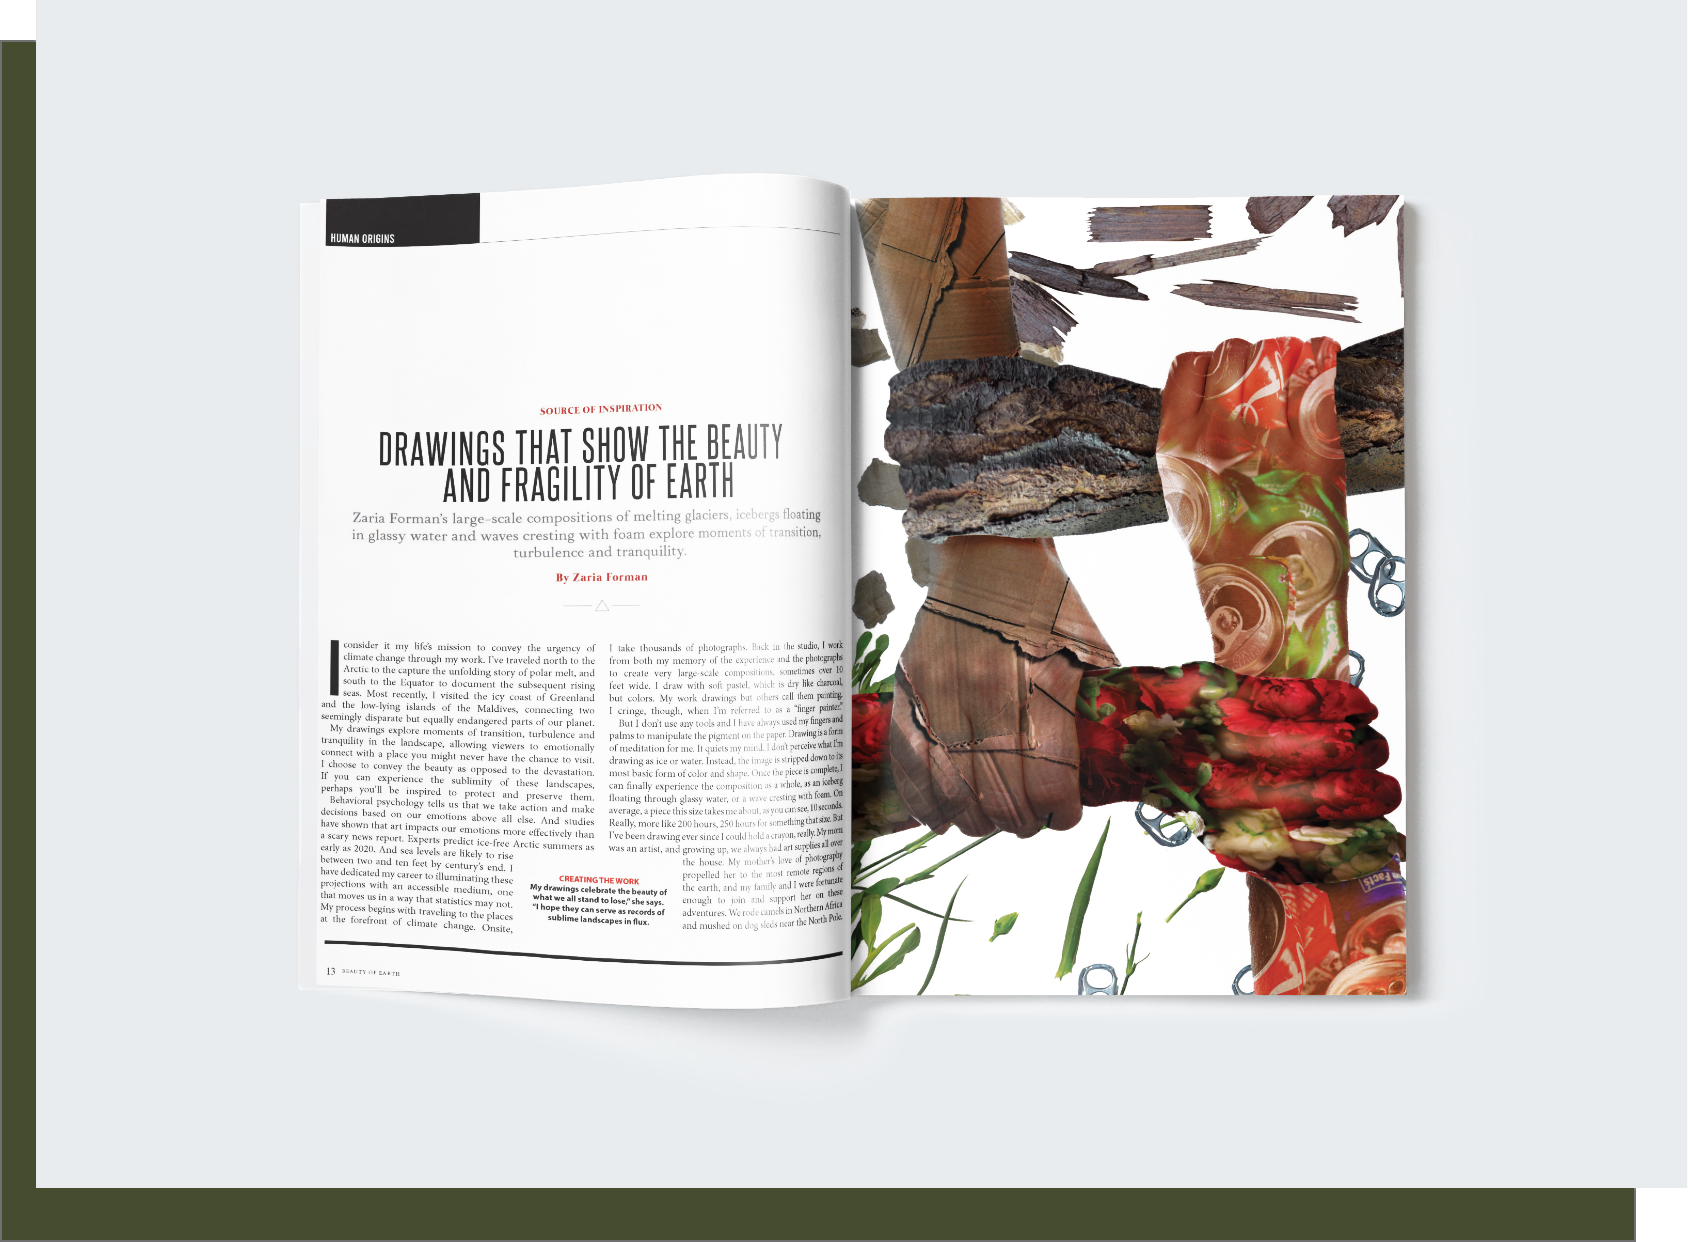 HUMAN ORIGINS
SOURCE OF INSPIRATION
DRAWINGS THAT SHOW THE BEAUTY
AND FRAGILITY OF EARTH
Zaria Forman's large-scale compositions of melting glaciers, icebergs floating
in glassy water and waves cresting with foam explore moments of transition,
turbulence and tranquility.
By Zaria Forman
I consider it my life's mission to convey the urgency of
climate change through my work. I've traveled north to the
Arctic to the capture the unfolding story of polar melt, and
south to the Equator to document the subsequent rising
seas. Most recently, I visited the icy coast of Greenland
and the low-lying islands of the Maldives, connecting two
seemingly disparate but equally endangered parts of our planet.
My drawings explore moments of transition, turbulence and
tranquility in the landscape, allowing viewers to emotionally
connect with a place you might never have the chance to visit.
I choose to convey the beauty as opposed to the devastation.
If you can experience the sublimity of these landscapes,
perhaps you'll be inspired to protect and preserve them.
Behavioral psychology tells us that we take action and make
decisions based on our emotions above all else. And studies
have shown that art impacts our emotions more effectively than
a scary news report. Experts predict ice-free Arctic summers as
early as 2020. And sea levels are likely to rise
between two and ten feet by century's end. I
have dedicated my career to illuminating these
projections with an accessible medium, one
that moves us in a way that statistics may not.
My process begins with traveling to the places
at the forefront of climate change. Onsite,
I take thousands of photographs. Back in the studio, I work
from both my memory of the experience and the photographs
to create very large-scale compositions, sometimes over 10
feet wide. I draw with soft pastel, which is dry like charcoal,
but colors. My work drawings but others call them painting.
I cringe, though, when I'm referred to as a "finger painter."
But I don't use any tools and I have always used my fingers and
palms to manipulate the pigment on the paper. Drawing is a form
of meditation for me. It quiets my mind. I don't perceive what I'm
drawing as ice or water. Instead, the image is stripped down to its
most basic form of color and shape. Once the piece is complete, I
can finally experience the composition as a whole, as an iceberg
floating through glassy water, or a wave cresting with foam. On
average, a piece this size takes me about, as you can see, 10 seconds.
Really, more like 200 hours, 250 hours for something that size. But
I've been drawing ever since I could hold a crayon, really. My mom
was an artist, and growing up, we always had art supplies all over
the house. My mother's love of photography
propelled her to the most remote regions of
the earth, and my family and I were fortunate
enough to join and support her on these
adventures. We rode camels in Northern Africa
and mushed on dog sleds near the North Pole.
CREATING THE WORK
My drawings celebrate the beauty of
what we all stand to lose," she says.
"I hope they can serve as records of
sublime landscapes in flux.
13 BEAUTY OF EARTH
Facts